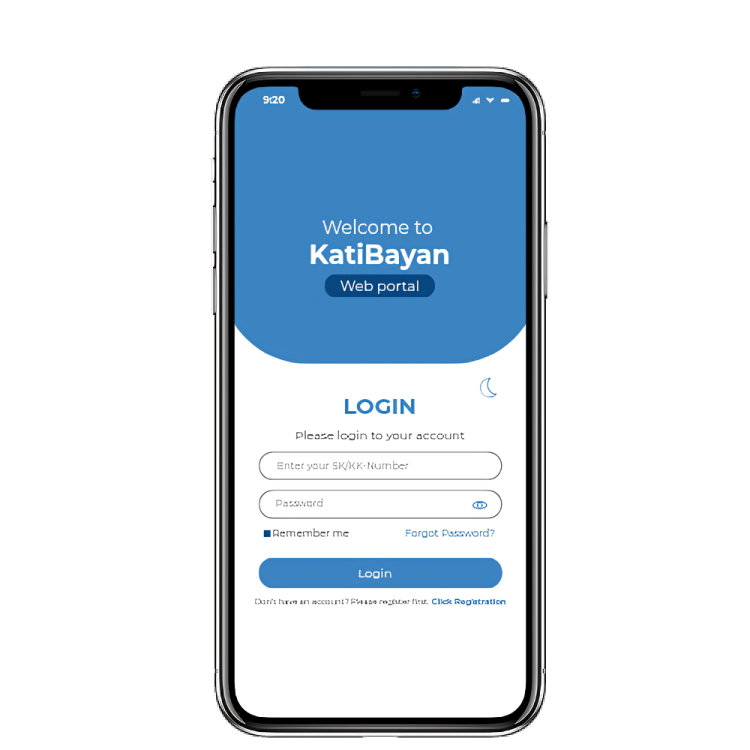 9:20
Welcome to
KatiBayan
Web portal
LOGIN
Please login to your account
Enter your SK/KK-Number
Password
Remember me Forgot Password?
Login
Don't have an account? Please register first. Click Registration